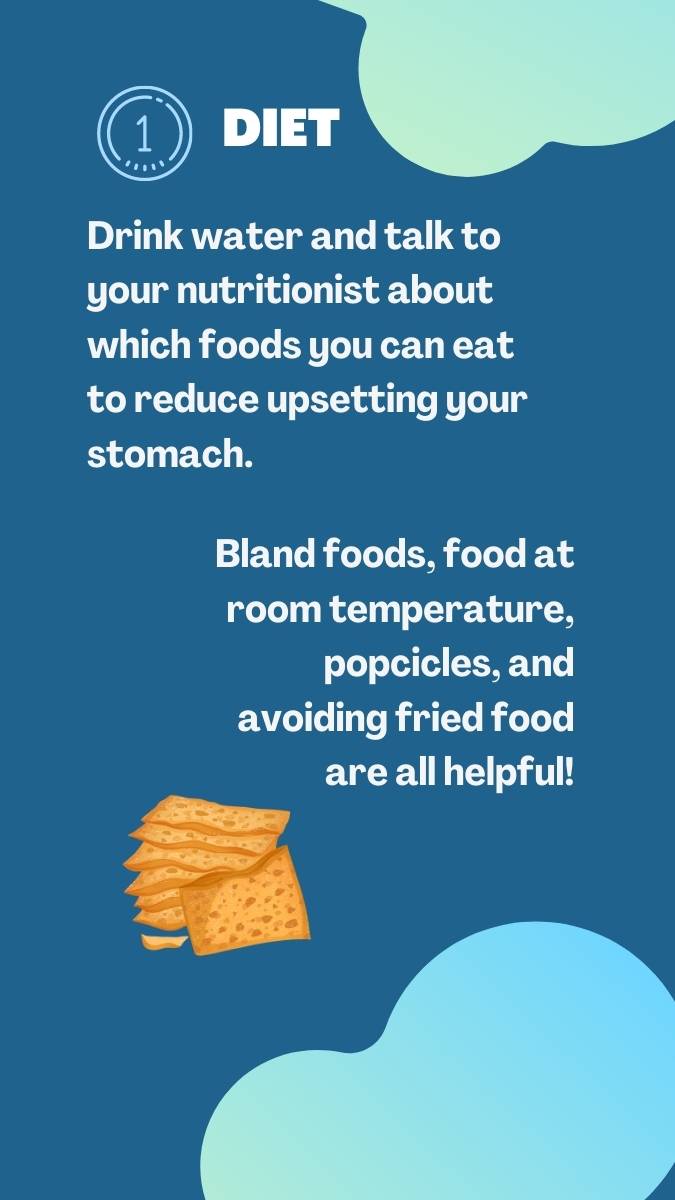 1
DIET
Drink water and talk to
your nutritionist about
which foods you can eat
to reduce upsetting your
stomach.
Bland foods, food at
room temperature,
popcicles, and
avoiding fried food
are all helpful!